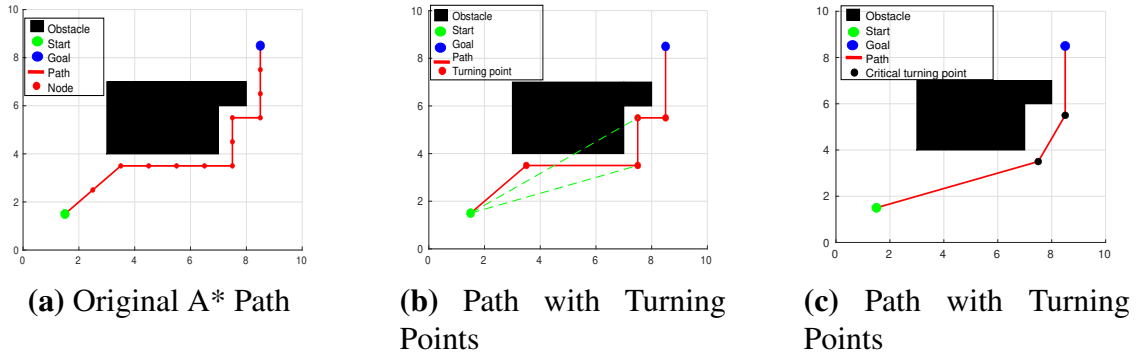 10
8
6
4
2
0
0
2
4
6
8
10
Obstacle
Start
Goal
Path
Node
(a) Original A* Path
10
8
6
4
2
0
0
2
4
6
8
10
Obstacle
Start
Goal
Path
Turning point
(b) Path with Turning
Points
10
8
6
4
2
0
0
2
4
6
8
10
Obstacle
Start
Goal
Path
Critical turning point
(c) Path with Turning
Points